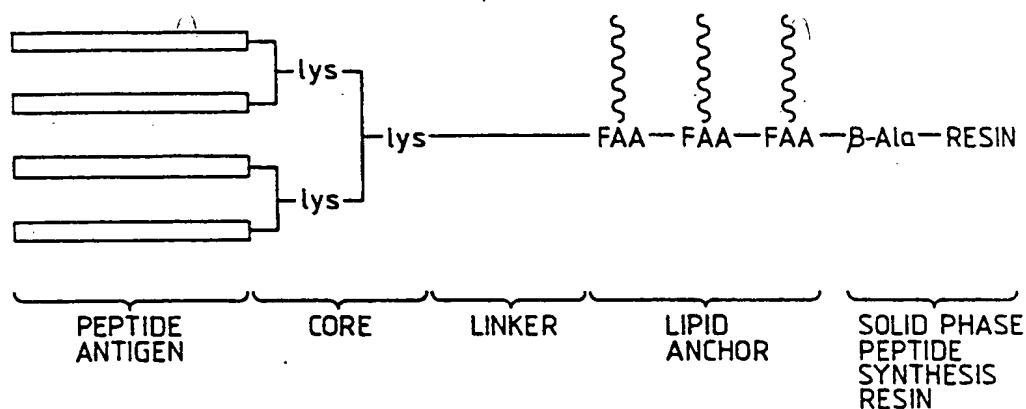 lys
lys
lys
FAA FAA FAA β-Ala RESIN
PEPTIDE ANTIGEN
CORE
LINKER
LIPID ANCHOR
SOLID PHASE PEPTIDE SYNTHESIS RESIN